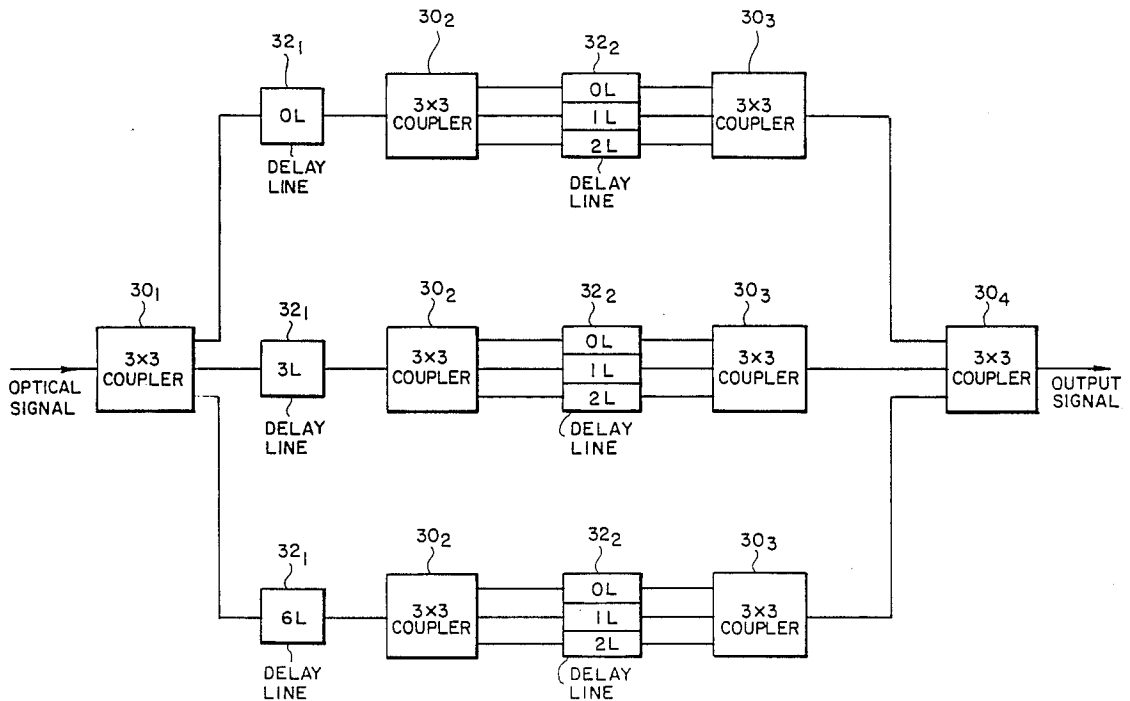 30₂
30₃
32₁
32₂
0L
3×3
COUPLER
0L
1L
2L
3×3
COUPLER
DELAY
LINE
DELAY
LINE
30₁
32₁
30₂
32₂
30₃
30₄
3×3
COUPLER
3L
3×3
COUPLER
0L
1L
2L
3×3
COUPLER
3×3
COUPLER
OPTICAL
SIGNAL
OUTPUT
SIGNAL
DELAY
LINE
DELAY
LINE
32₁
30₂
32₂
30₃
6L
3×3
COUPLER
0L
1L
2L
3×3
COUPLER
DELAY
LINE
DELAY
LINE